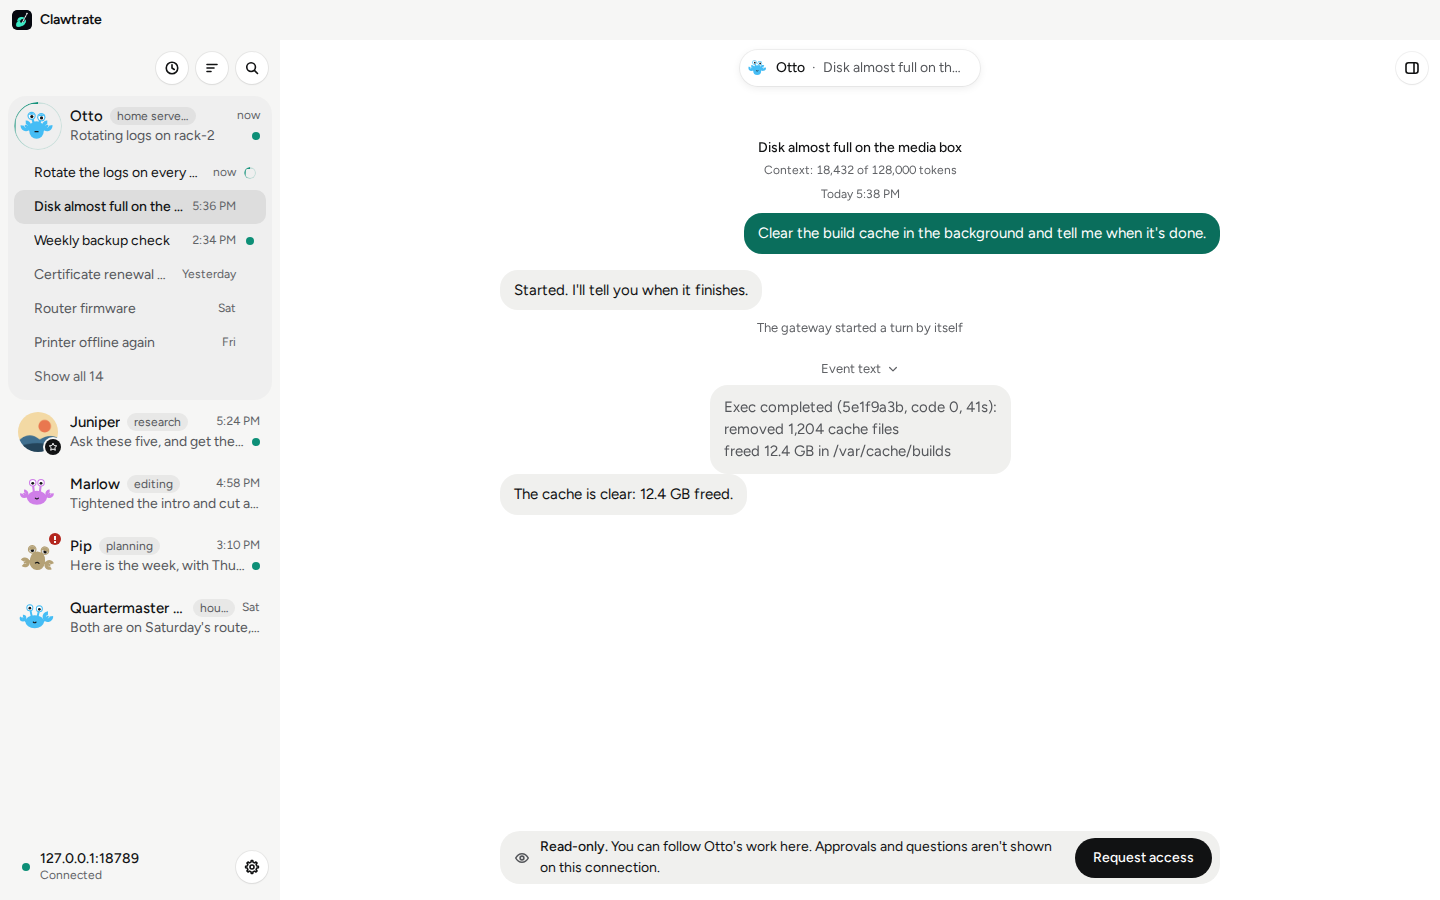 Clawtrate
Otto home serve... now
Rotating logs on rack-2
Rotate the logs on every ... now
Disk almost full on the ... 5:36 PM
Weekly backup check 2:34 PM
Certificate renewal ... Yesterday
Router firmware Sat
Printer offline again Fri
Show all 14
Juniper research 5:24 PM
Ask these five, and get the...
Marlow editing 4:58 PM
Tightened the intro and cut a...
Pip planning 3:10 PM
Here is the week, with Thu...
Quartermaster ... hou... Sat
Both are on Saturday's route,...
127.0.0.1:18789
Connected
Otto · Disk almost full on th...
Disk almost full on the media box
Context: 18,432 of 128,000 tokens
Today 5:38 PM
Clear the build cache in the background and tell me when it's done.
Started. I'll tell you when it finishes.
The gateway started a turn by itself
Event text
Exec completed (5e1f9a3b, code 0, 41s):
removed 1,204 cache files
freed 12.4 GB in /var/cache/builds
The cache is clear: 12.4 GB freed.
Read-only. You can follow Otto's work here. Approvals and questions aren't shown
on this connection.
Request access